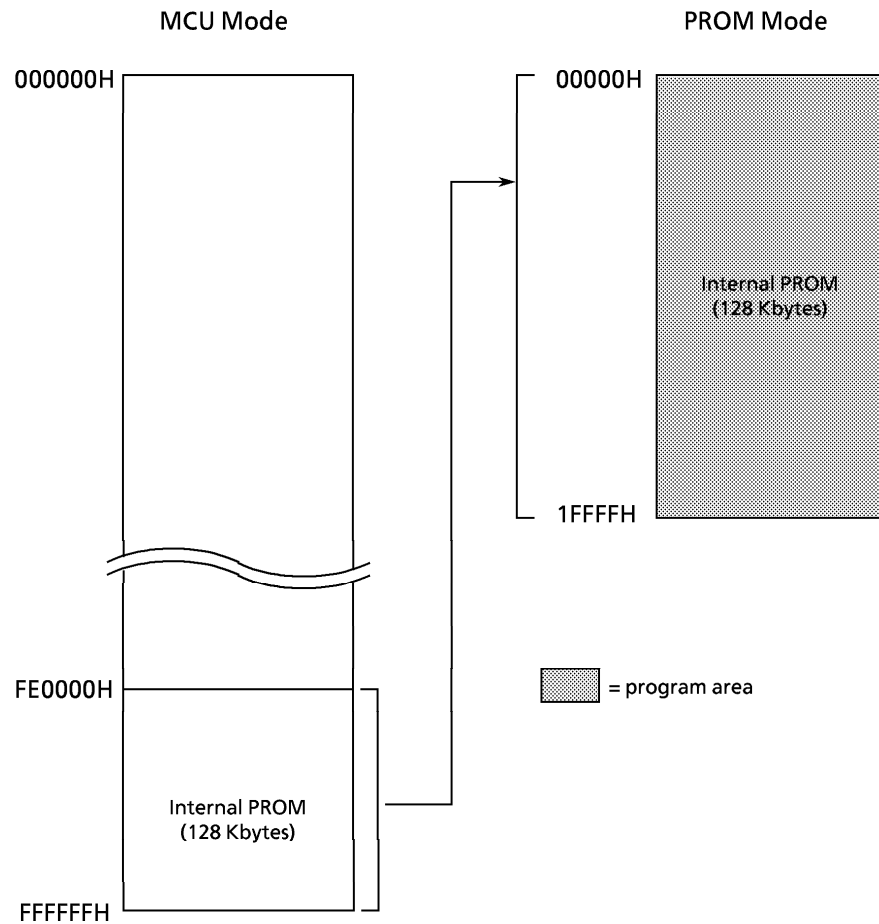 MCU Mode
PROM Mode
000000H
00000H
Internal PROM
(128 Kbytes)
1FFFFH
FE0000H
= program area
Internal PROM
(128 Kbytes)
FFFFFFH